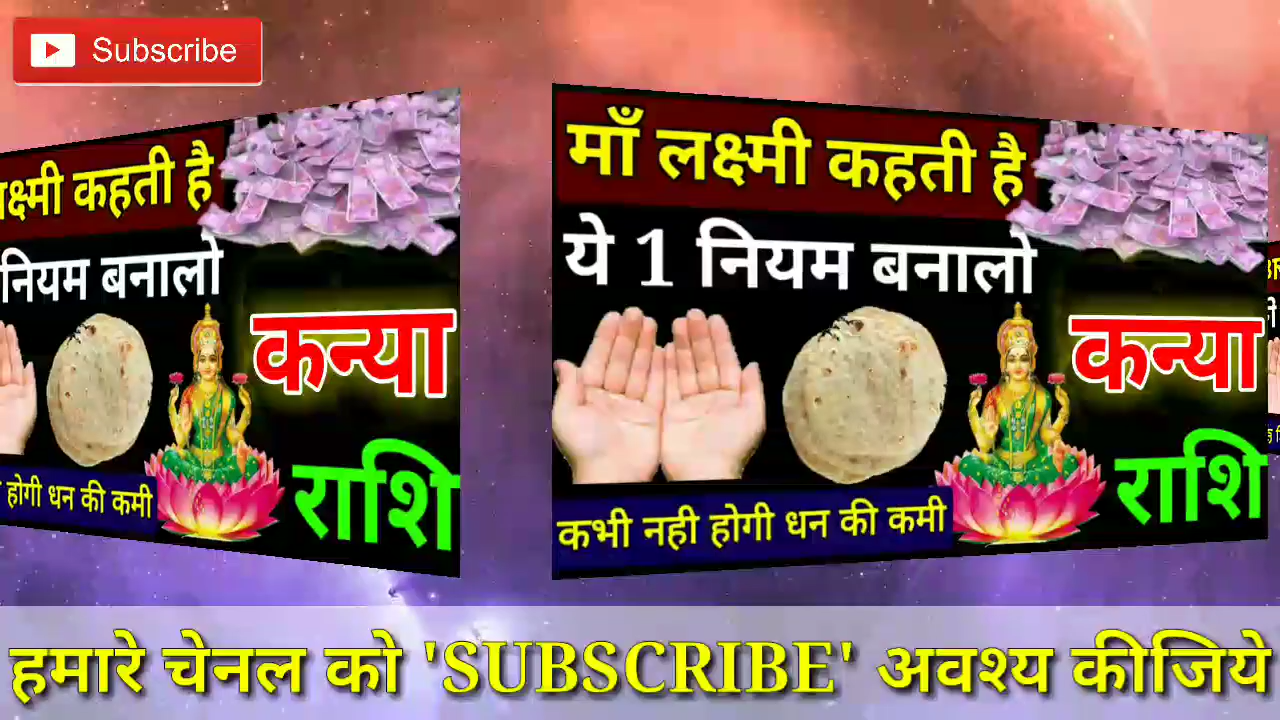 Subscribe
लक्ष्मी कहती है
नियम बनालो
कन्या
राशि
होगी धन की कमी
माँ लक्ष्मी कहती है
ये 1 नियम बनालो
कन्या
राशि
कभी नही होगी धन की कमी
हमारे चेनल को 'SUBSCRIBE' अवश्य कीजिये